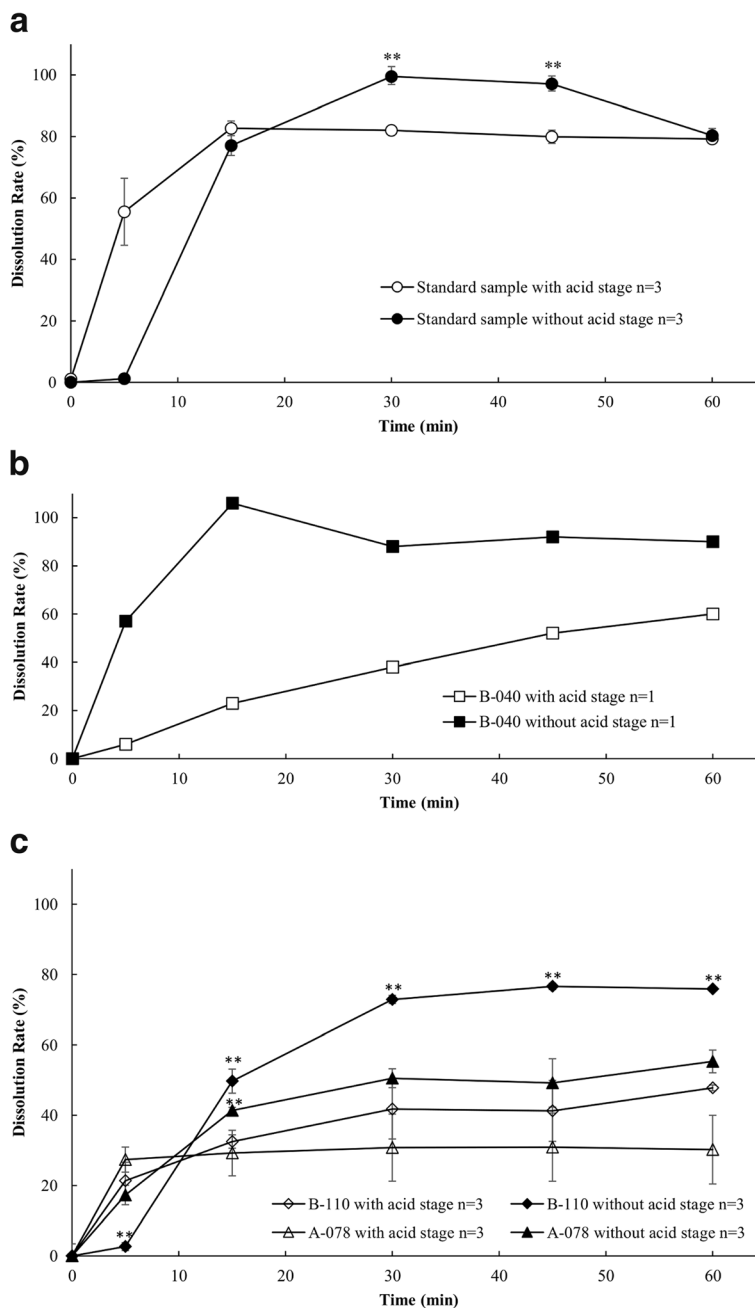 a
100
80
60
40
20
0
Dissolution Rate (%)
**
**
Standard sample with acid stage n=3
Standard sample without acid stage n=3
0 10 20 30 40 50 60
Time (min)
b
100
80
60
40
20
0
Dissolution Rate (%)
B-040 with acid stage n=1
B-040 without acid stage n=1
0 10 20 30 40 50 60
Time (min)
c
100
80
60
40
20
0
Dissolution Rate (%)
**
**
**
**
**
**
B-110 with acid stage n=3 B-110 without acid stage n=3
A-078 with acid stage n=3 A-078 without acid stage n=3
0 10 20 30 40 50 60
Time (min)